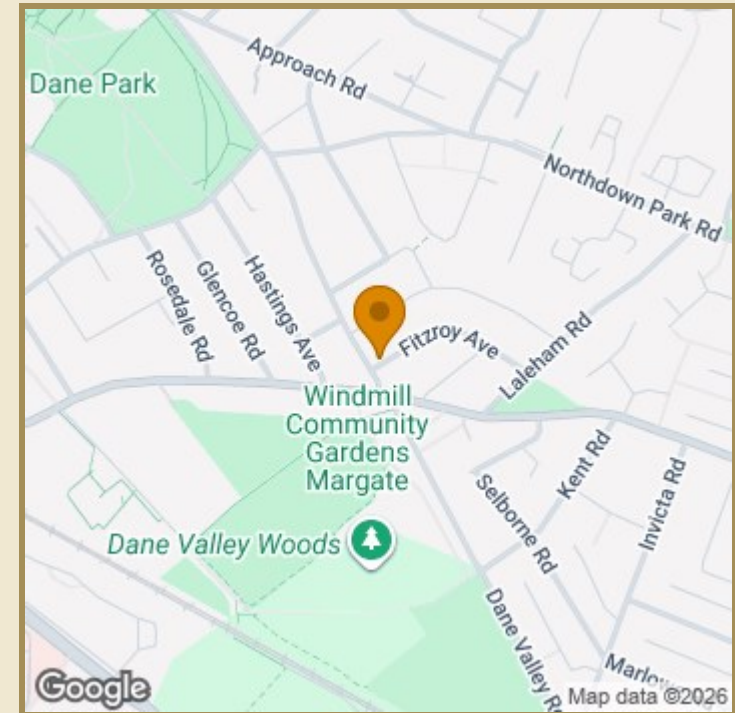 Dane Park
Approach Rd
Northdown Park Rd
Rosedale Rd
Glencoe Rd
Hastings Ave
Fitzroy Ave
Laleham Rd
Windmill
Community
Gardens
Margate
Kent Rd
Selborne Rd
Invicta Rd
Dane Valley Woods
Dane Valley
Google
Map data ©2026